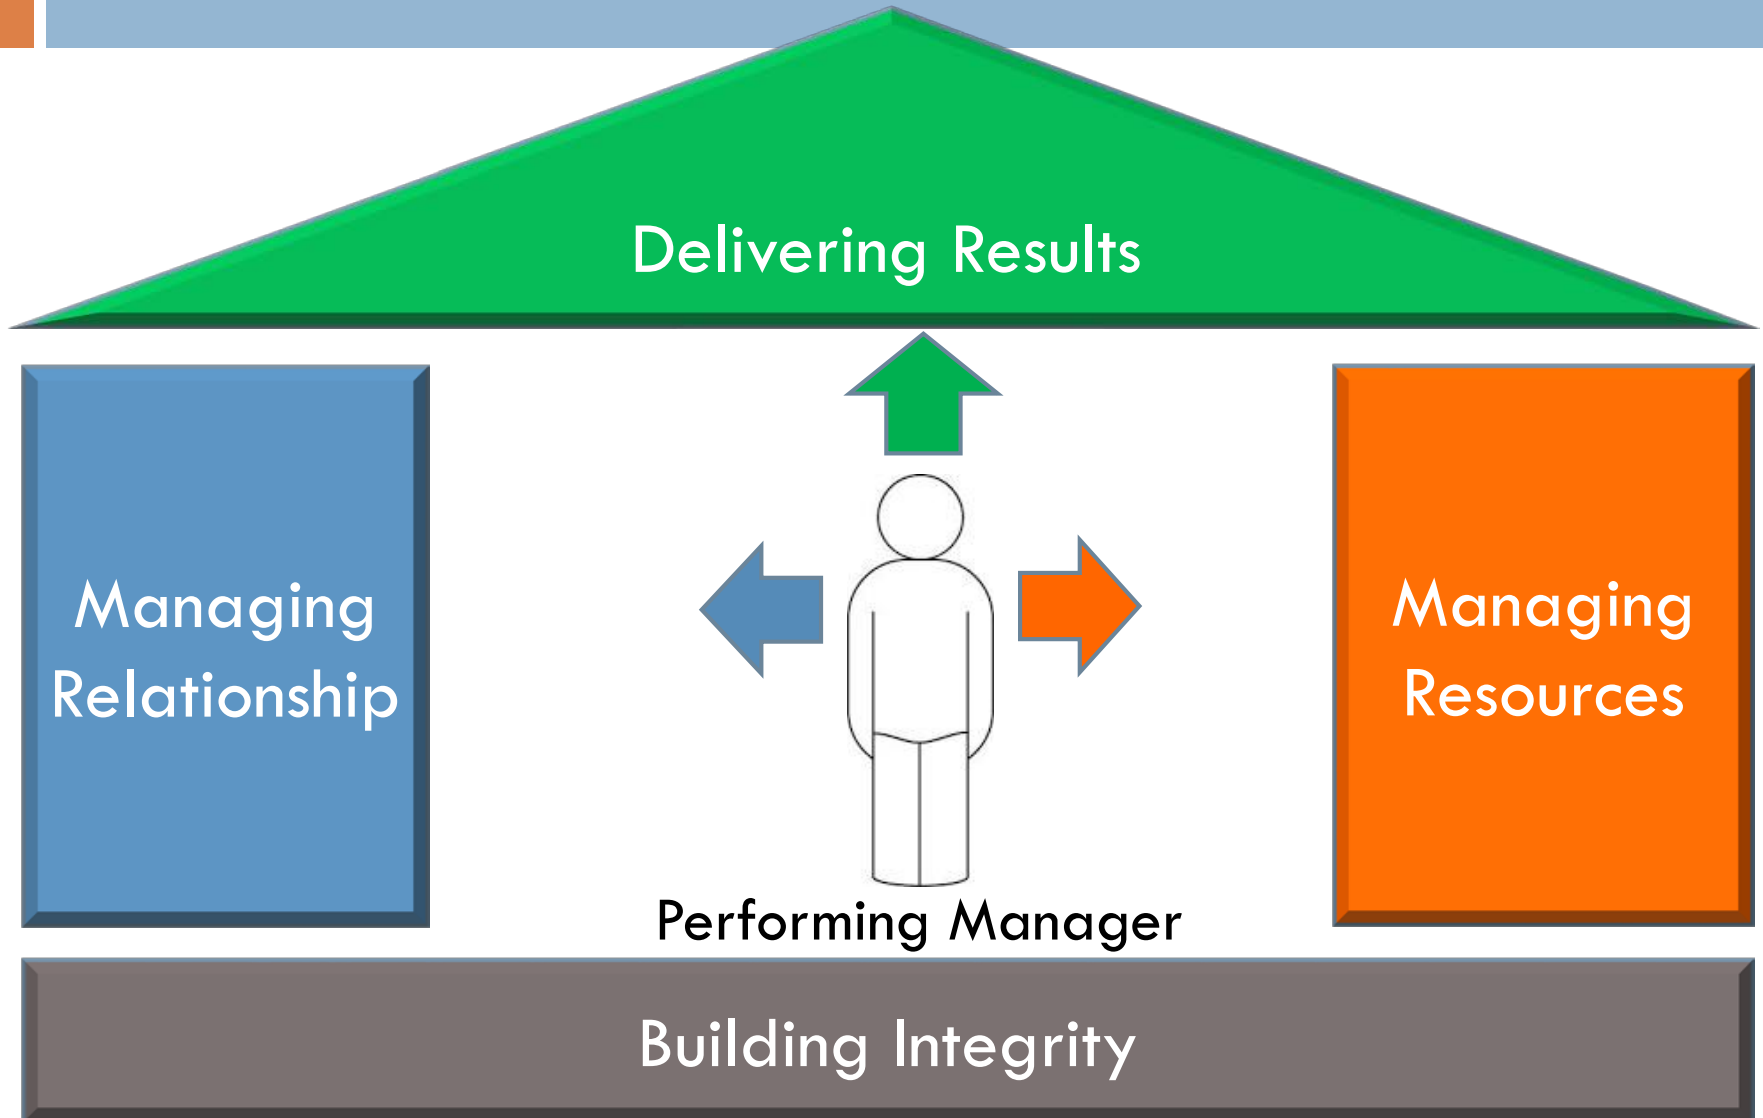 Delivering Results
Managing
Relationship
Managing
Resources
Performing Manager
Building Integrity